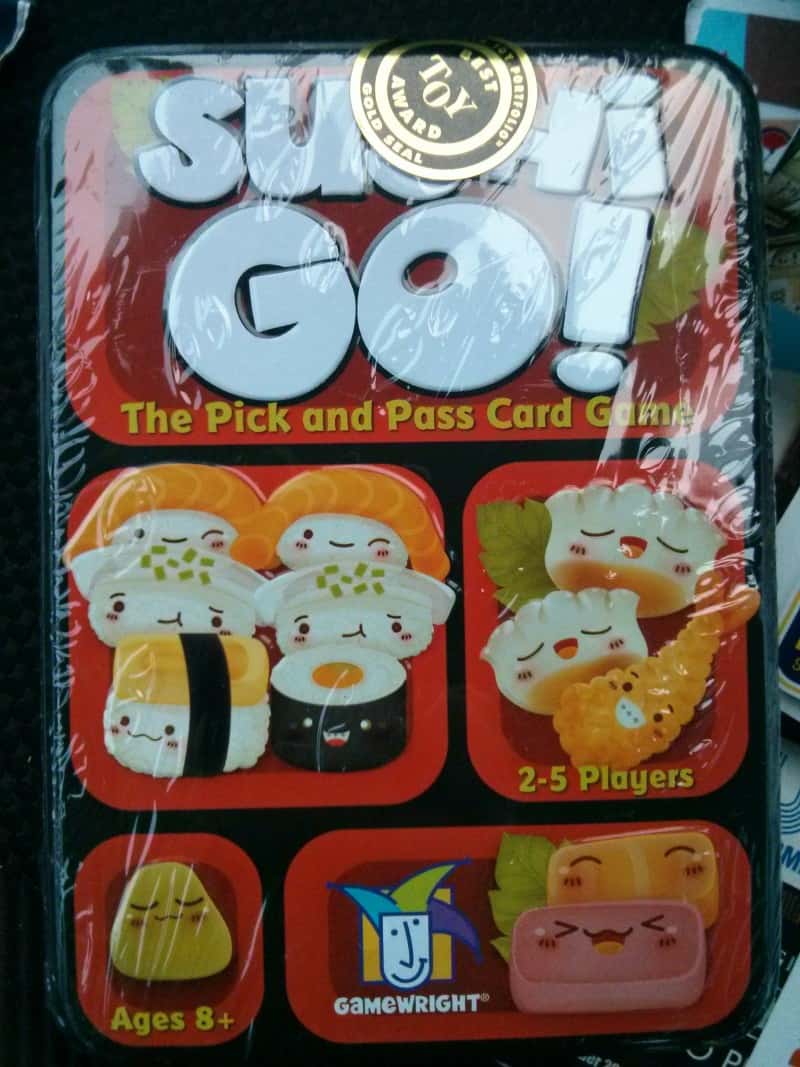 SUSHi
GO!
BEST
TOY
AWARD
GOLD SEAL
PORTFOLIO
The Pick and Pass Card Game
2-5 Players
Ages 8+
GAMEWRIGHT®